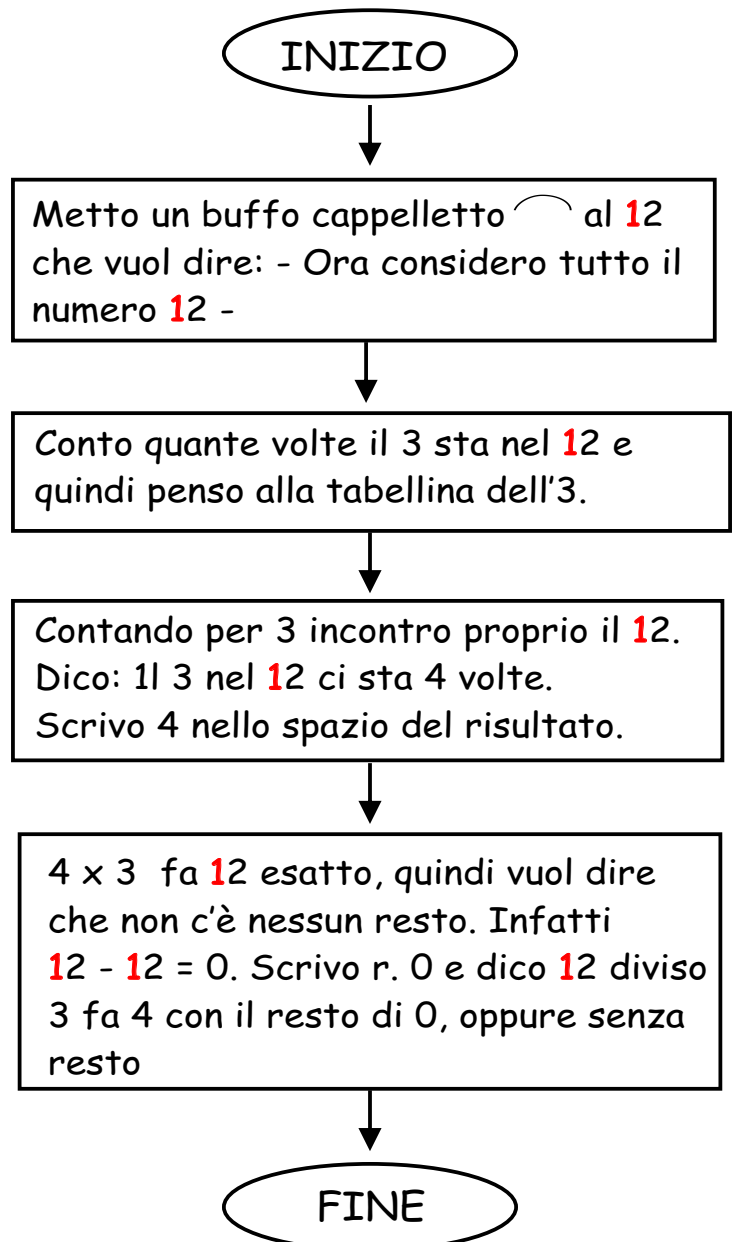 INIZIO
Metto un buffo cappelletto ⌒ al 12
che vuol dire: - Ora considero tutto il
numero 12 -
Conto quante volte il 3 sta nel 12 e
quindi penso alla tabellina dell'3.
Contando per 3 incontro proprio il 12.
Dico: 1l 3 nel 12 ci sta 4 volte.
Scrivo 4 nello spazio del risultato.
4 x 3 fa 12 esatto, quindi vuol dire
che non c'è nessun resto. Infatti
12 - 12 = 0. Scrivo r. 0 e dico 12 diviso
3 fa 4 con il resto di 0, oppure senza
resto
FINE